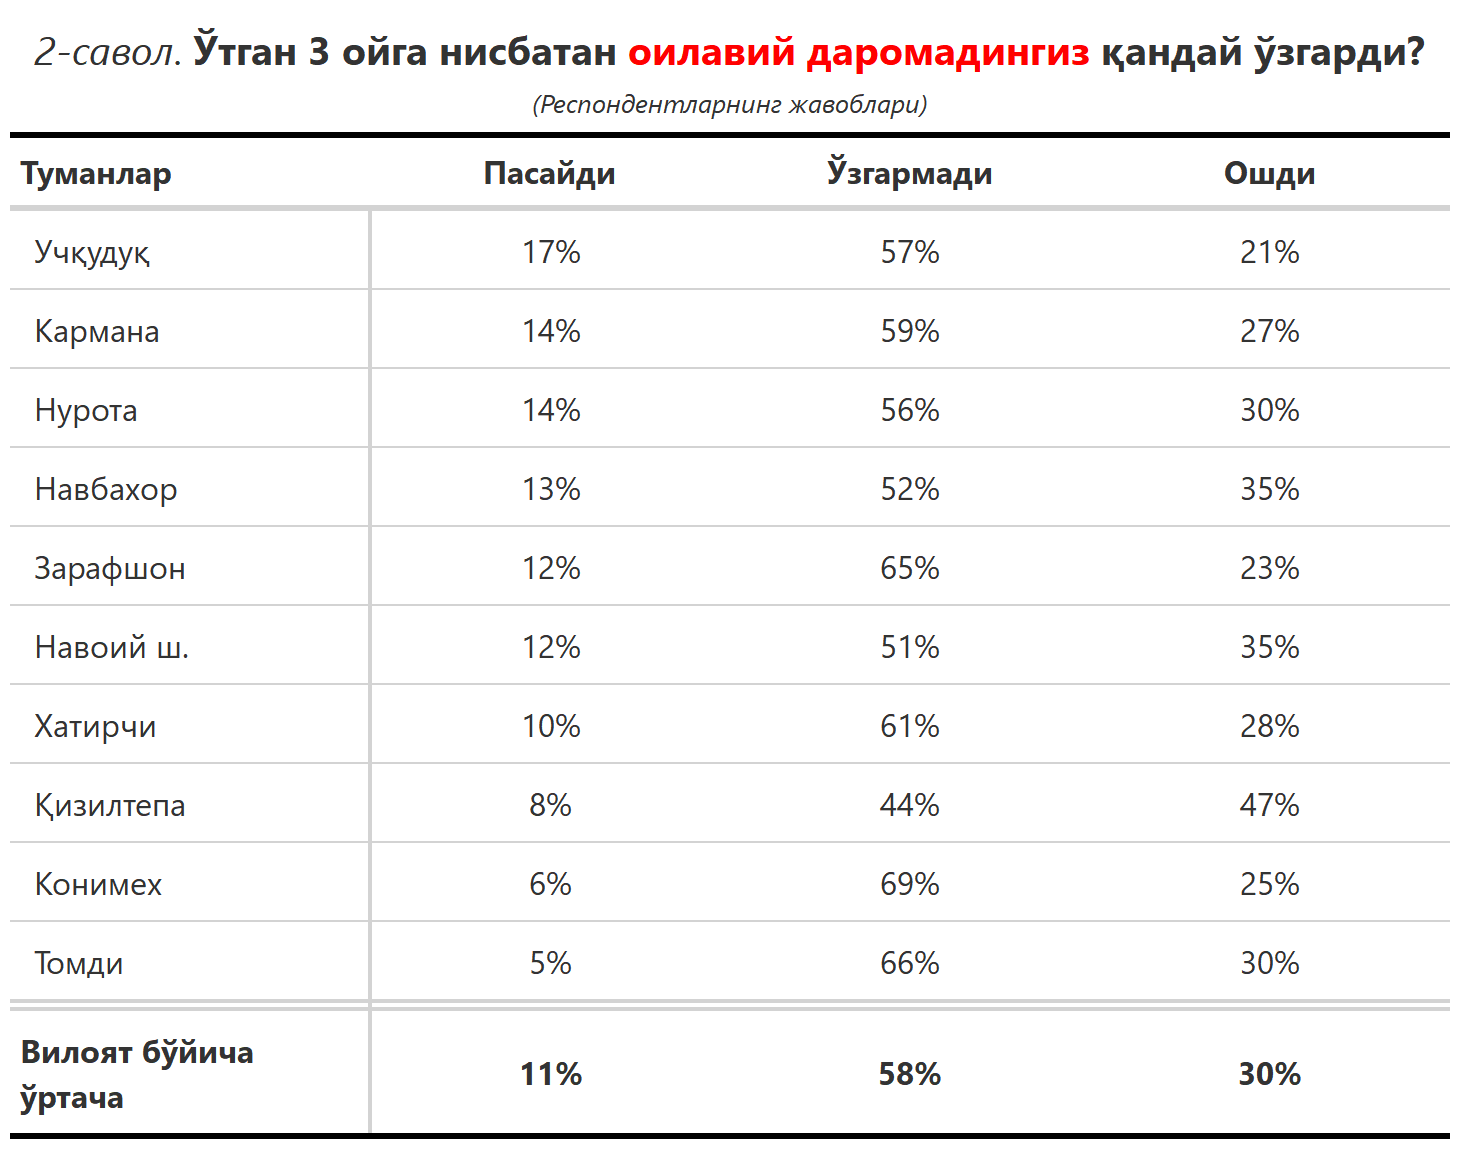 2-савол. Ўтган 3 ойга нисбатан оилавий даромадингиз қандай ўзгарди?
(Респондентларнинг жавоблари)
Туманлар Пасайди Ўзгармади Ошди
Учқудуқ 17% 57% 21%
Кармана 14% 59% 27%
Нурота 14% 56% 30%
Навбахор 13% 52% 35%
Зарафшон 12% 65% 23%
Навоий ш. 12% 51% 35%
Хатирчи 10% 61% 28%
Қизилтепа 8% 44% 47%
Конимех 6% 69% 25%
Томди 5% 66% 30%
Вилоят бўйича
ўртача 11% 58% 30%